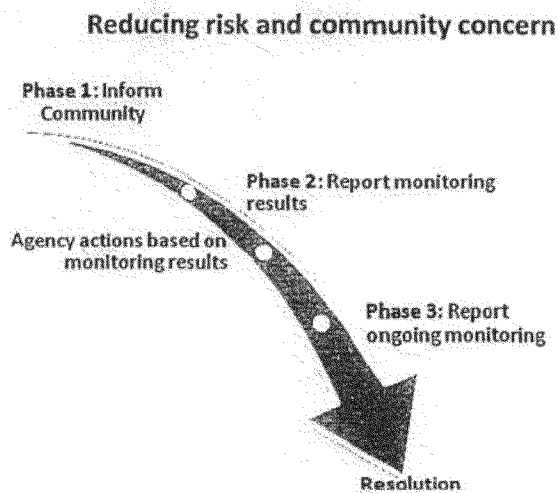 Reducing risk and community concern
Phase 1: Inform
Community
Phase 2: Report monitoring
results
Agency actions based on
monitoring results
Phase 3: Report
ongoing monitoring
Resolution